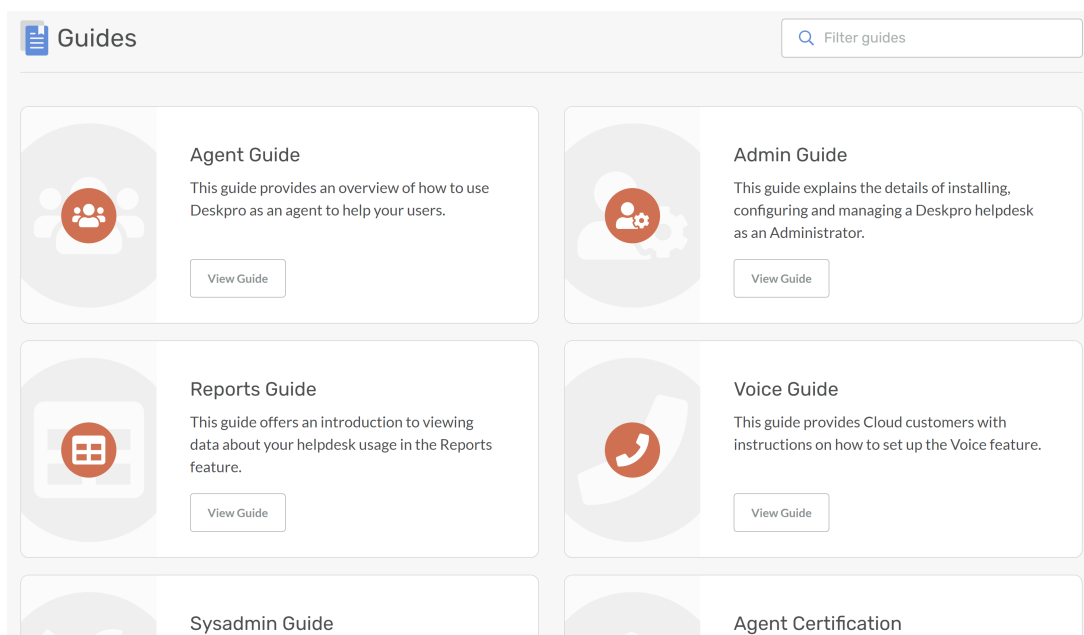 Guides
Filter guides
Agent Guide
This guide provides an overview of how to use
Deskpro as an agent to help your users.
View Guide
Admin Guide
This guide explains the details of installing,
configuring and managing a Deskpro helpdesk
as an Administrator.
View Guide
Reports Guide
This guide offers an introduction to viewing
data about your helpdesk usage in the Reports
feature.
View Guide
Voice Guide
This guide provides Cloud customers with
instructions on how to set up the Voice feature.
View Guide
Sysadmin Guide
Agent Certification